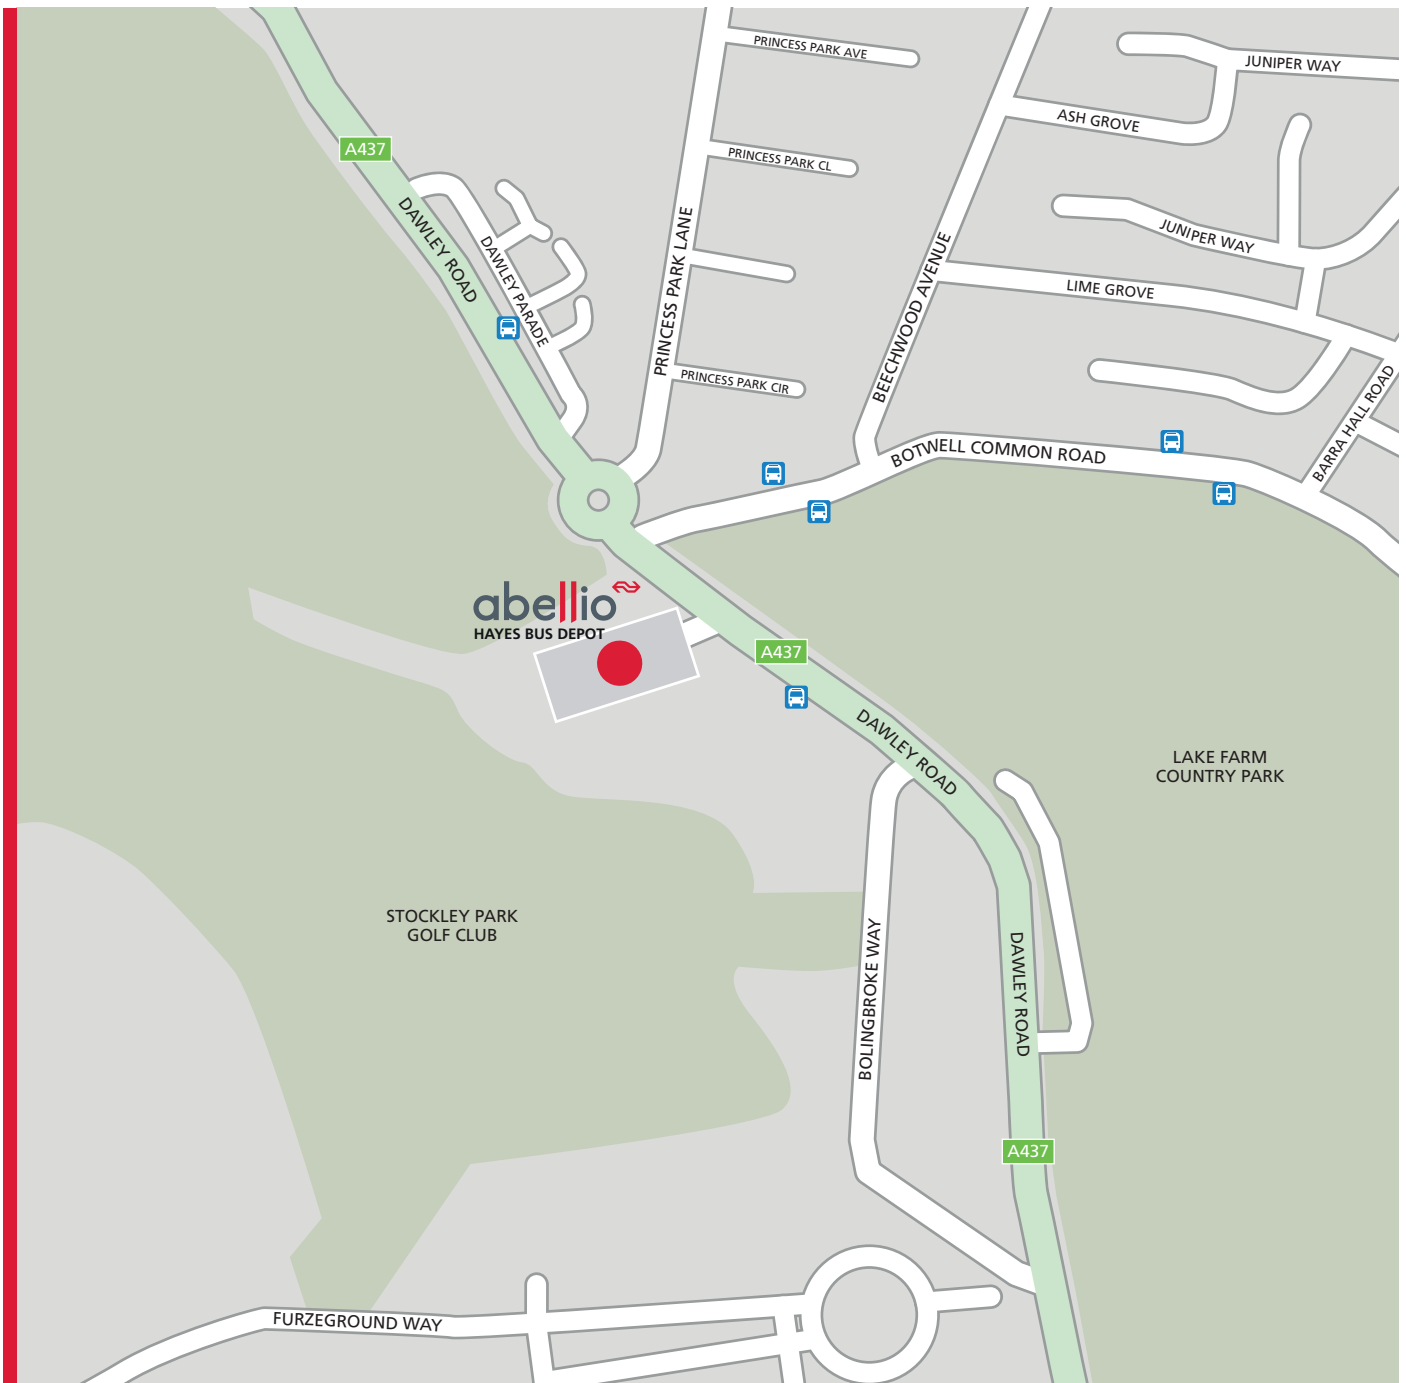 PRINCESS PARK AVE
JUNIPER WAY
ASH GROVE
A437
PRINCESS PARK CL
DAWLEY ROAD
DAWLEY PARADE
PRINCESS PARK LANE
BEECHWOOD AVENUE
JUNIPER WAY
LIME GROVE
PRINCESS PARK CIR
BARRA HALL ROAD
BOTWELL COMMON ROAD
abellio
HAYES BUS DEPOT
A437
DAWLEY ROAD
LAKE FARM
COUNTRY PARK
STOCKLEY PARK
GOLF CLUB
BOLINGBROKE WAY
DAWLEY ROAD
A437
FURZEGROUND WAY